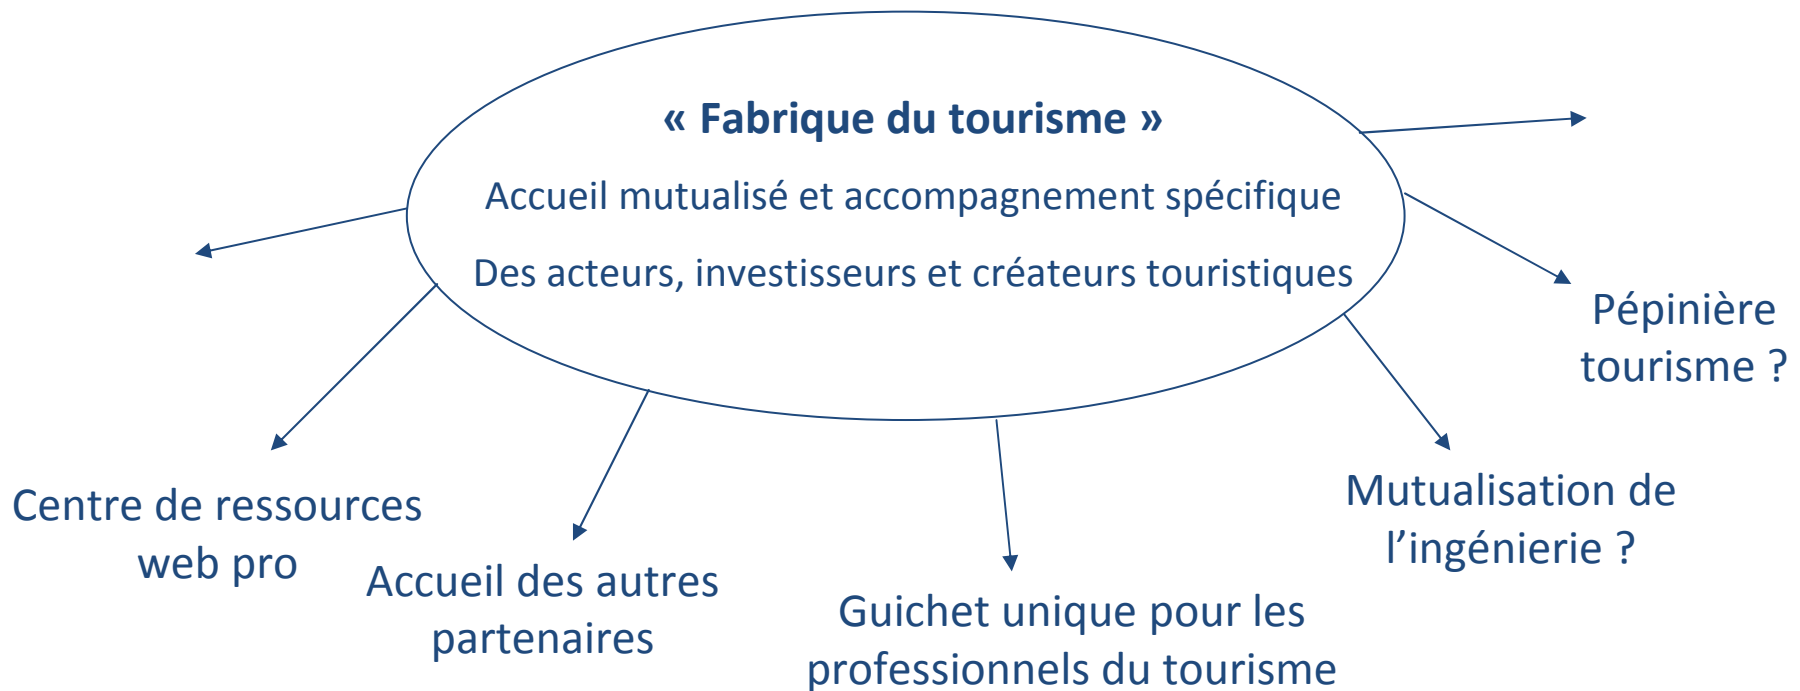 « Fabrique du tourisme »
Accueil mutualisé et accompagnement spécifique
Des acteurs, investisseurs et créateurs touristiques
Pépinière
tourisme ?
Mutualisation de
l’ingénierie ?
Centre de ressources
web pro
Accueil des autres
partenaires
Guichet unique pour les
professionnels du tourisme